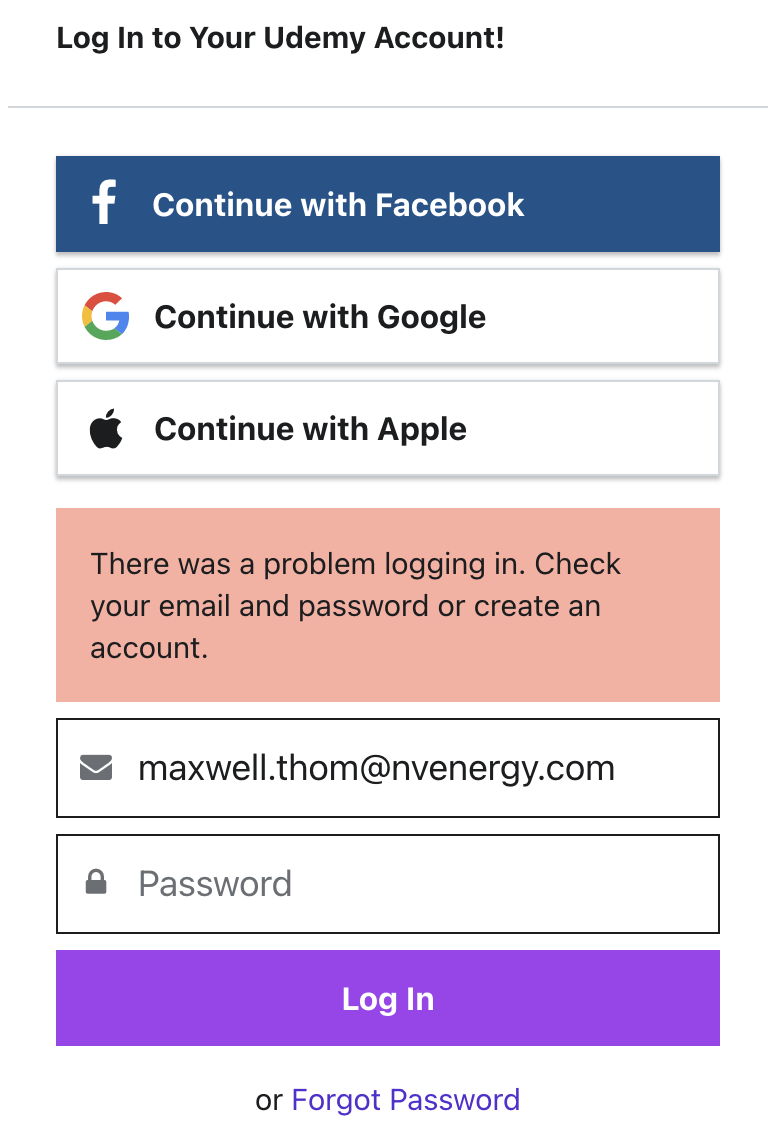 Log In to Your Udemy Account!
Continue with Facebook
Continue with Google
Continue with Apple
There was a problem logging in. Check
your email and password or create an
account.
maxwell.thom@nvenergy.com
Password
Log In
or Forgot Password